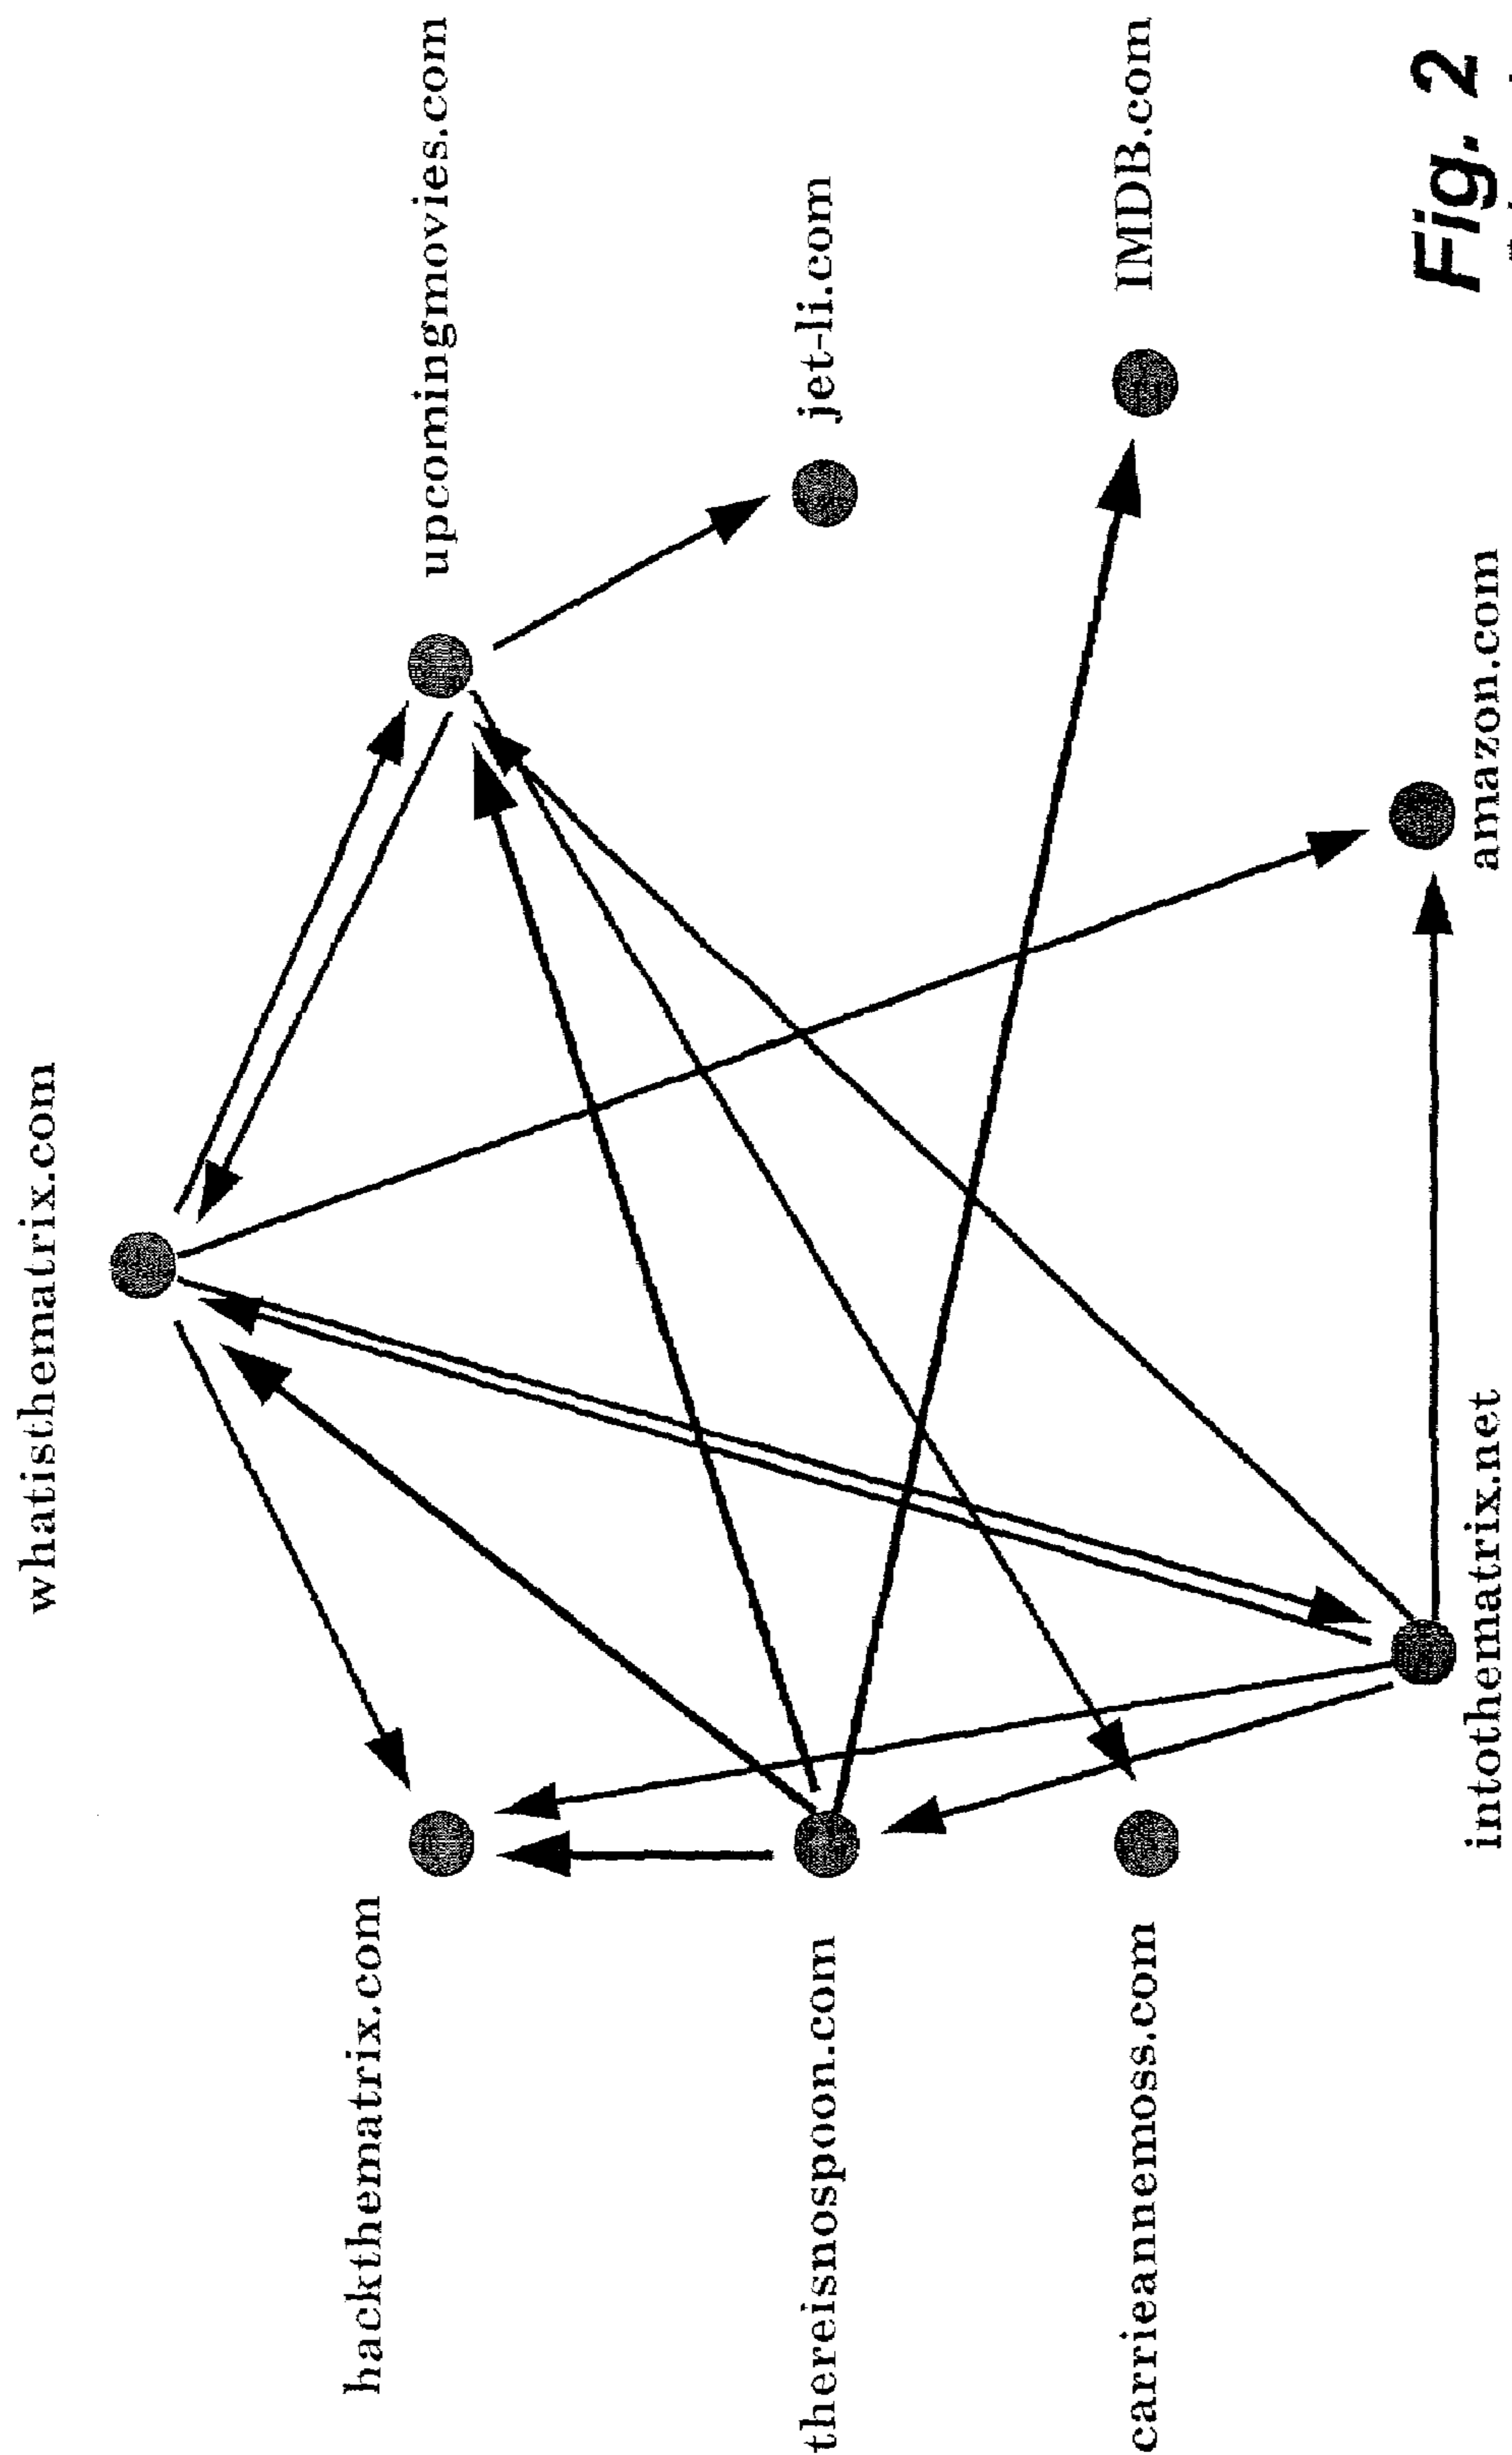 whatisthematrix.com
hackthematrix.com
upcomingmovies.com
thereisnospoon.com
jet-li.com
carrieannemoss.com
IMDB.com
intothematrix.net
amazon.com
Fig. 2